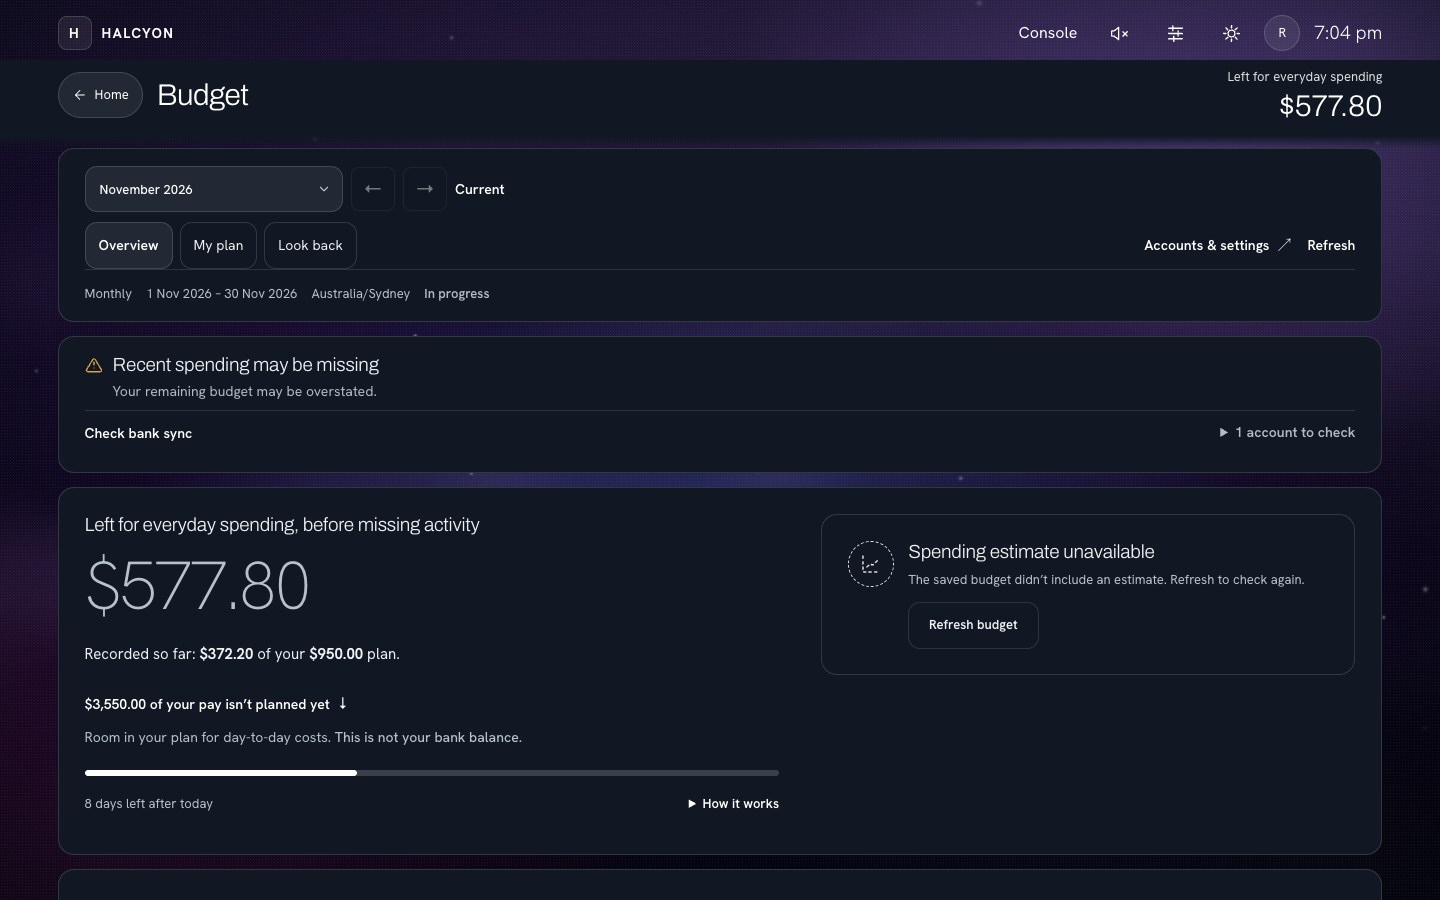 H HALCYON
Console
R
7:04 pm
← Home
Budget
Left for everyday spending
$577.80
November 2026
← → Current
Overview
My plan
Look back
Accounts & settings ↗
Refresh
Monthly 1 Nov 2026 – 30 Nov 2026 Australia/Sydney In progress
Recent spending may be missing
Your remaining budget may be overstated.
Check bank sync
▶ 1 account to check
Left for everyday spending, before missing activity
$577.80
Recorded so far: $372.20 of your $950.00 plan.
$3,550.00 of your pay isn’t planned yet ↓
Room in your plan for day-to-day costs. This is not your bank balance.
8 days left after today
▶ How it works
Spending estimate unavailable
The saved budget didn’t include an estimate. Refresh to check again.
Refresh budget